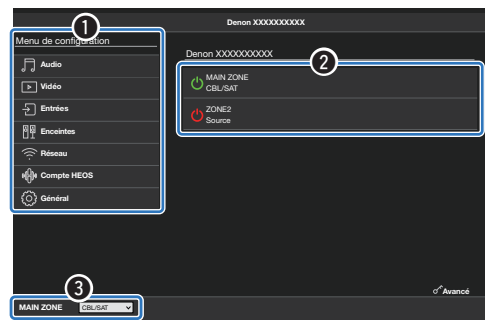 Denon XXXXXXXXXX
1
Menu de configuration
Audio
Vidéo
Entrées
Enceintes
Réseau
Compte HEOS
Général
Denon XXXXXXXXXX
2
MAIN ZONE
CBL/SAT
ZONE2
Source
Avancé
3
MAIN ZONE CBL/SAT